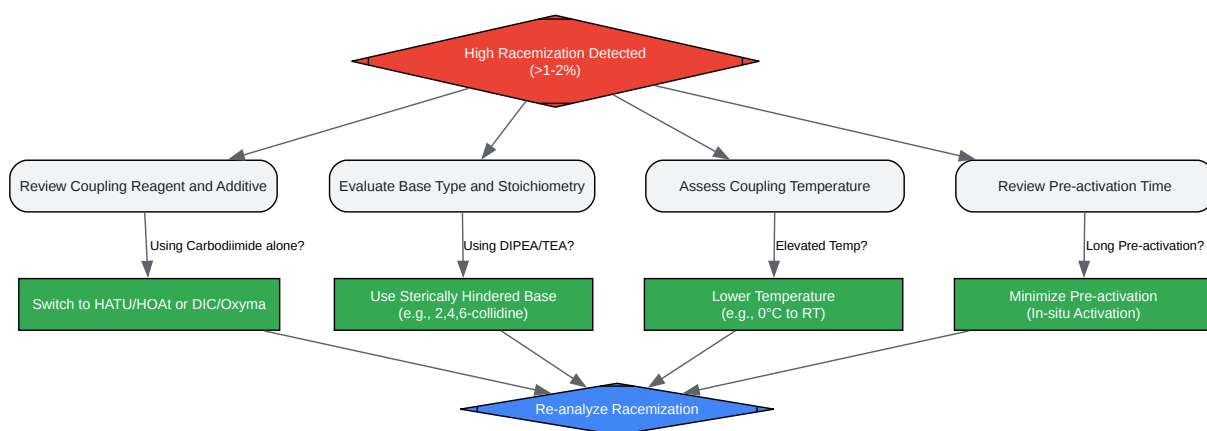 High Racemization Detected
(>1-2%)
Review Coupling Reagent and Additive
Evaluate Base Type and Stoichiometry
Assess Coupling Temperature
Review Pre-activation Time
Using Carbodiimide alone?
Using DIPEA/TEA?
Elevated Temp?
Long Pre-activation?
Switch to HATU/HOAt or DIC/Oxyma
Use Sterically Hindered Base
(e.g., 2,4,6-collidine)
Lower Temperature
(e.g., 0°C to RT)
Minimize Pre-activation
(In-situ Activation)
Re-analyze Racemization